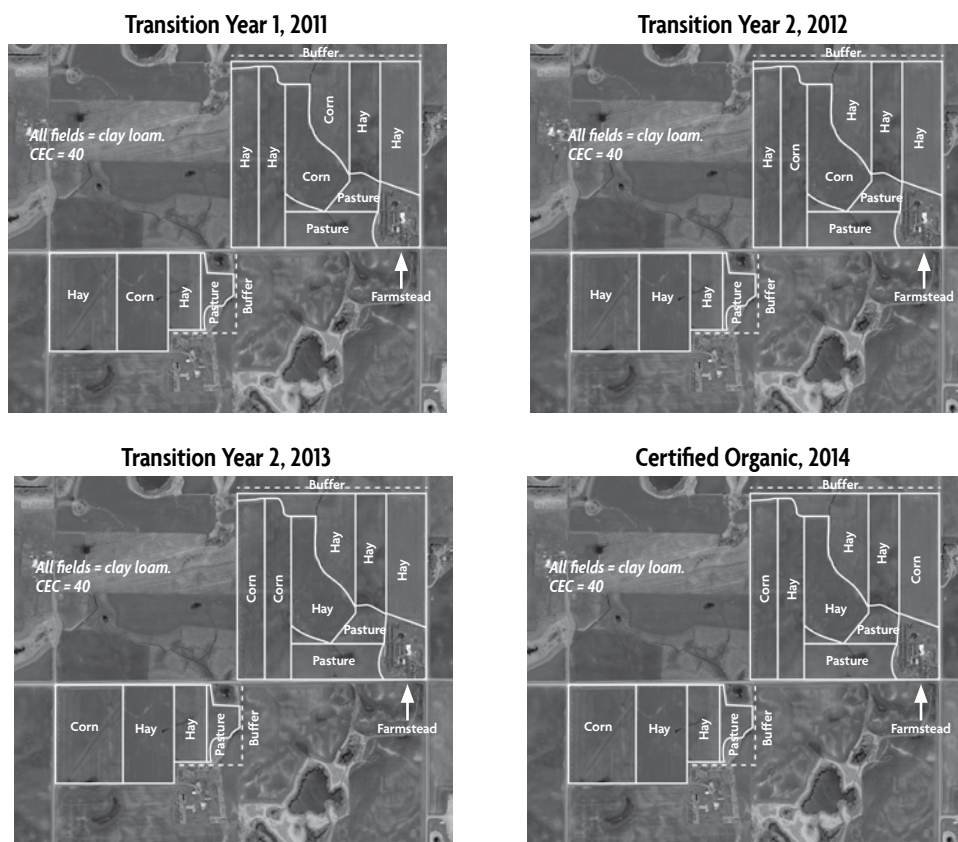 Transition Year 1, 2011
Buffer
All fields = clay loam.
CEC = 40
Hay
Hay
Corn
Corn
Hay
Hay
Pasture
Pasture
Hay
Corn
Hay
Pasture
Buffer
Farmstead
Transition Year 2, 2012
Buffer
All fields = clay loam.
CEC = 40
Hay
Corn
Corn
Hay
Hay
Hay
Pasture
Pasture
Hay
Hay
Hay
Pasture
Buffer
Farmstead
Transition Year 2, 2013
Buffer
All fields = clay loam.
CEC = 40
Corn
Corn
Hay
Hay
Hay
Hay
Pasture
Pasture
Corn
Hay
Hay
Pasture
Buffer
Farmstead
Certified Organic, 2014
Buffer
All fields = clay loam.
CEC = 40
Corn
Hay
Hay
Hay
Hay
Corn
Pasture
Pasture
Corn
Hay
Hay
Pasture
Buffer
Farmstead